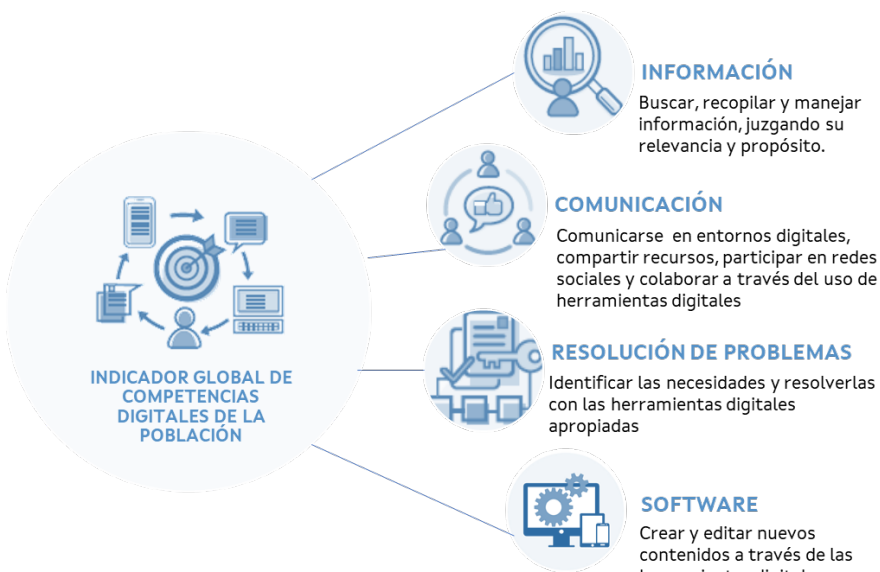 INFORMACIÓN
Buscar, recopilar y manejar
información, juzgando su
relevancia y propósito.
COMUNICACIÓN
Comunicarse en entornos digitales,
compartir recursos, participar en redes
sociales y colaborar a través del uso de
herramientas digitales
INDICADOR GLOBAL DE
COMPETENCIAS
DIGITALES DE LA
POBLACIÓN
RESOLUCIÓN DE PROBLEMAS
Identificar las necesidades y resolverlas
con las herramientas digitales
apropiadas
SOFTWARE
Crear y editar nuevos
contenidos a través de las